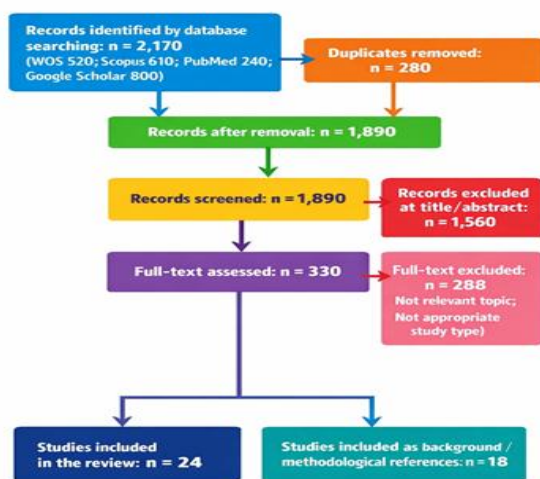 Records identified by database
searching: n = 2,170
(WOS 520; Scopus 610; PubMed 240;
Google Scholar 800)
Duplicates removed:
n = 280
Records after removal: n = 1,890
Records screened: n = 1,890
Records excluded
at title/abstract:
n = 1,560
Full-text assessed: n = 330
Full-text excluded:
n = 288
Not relevant topic;
Not appropriate
study type)
Studies included
in the review: n = 24
Studies included as background /
methodological references: n = 18